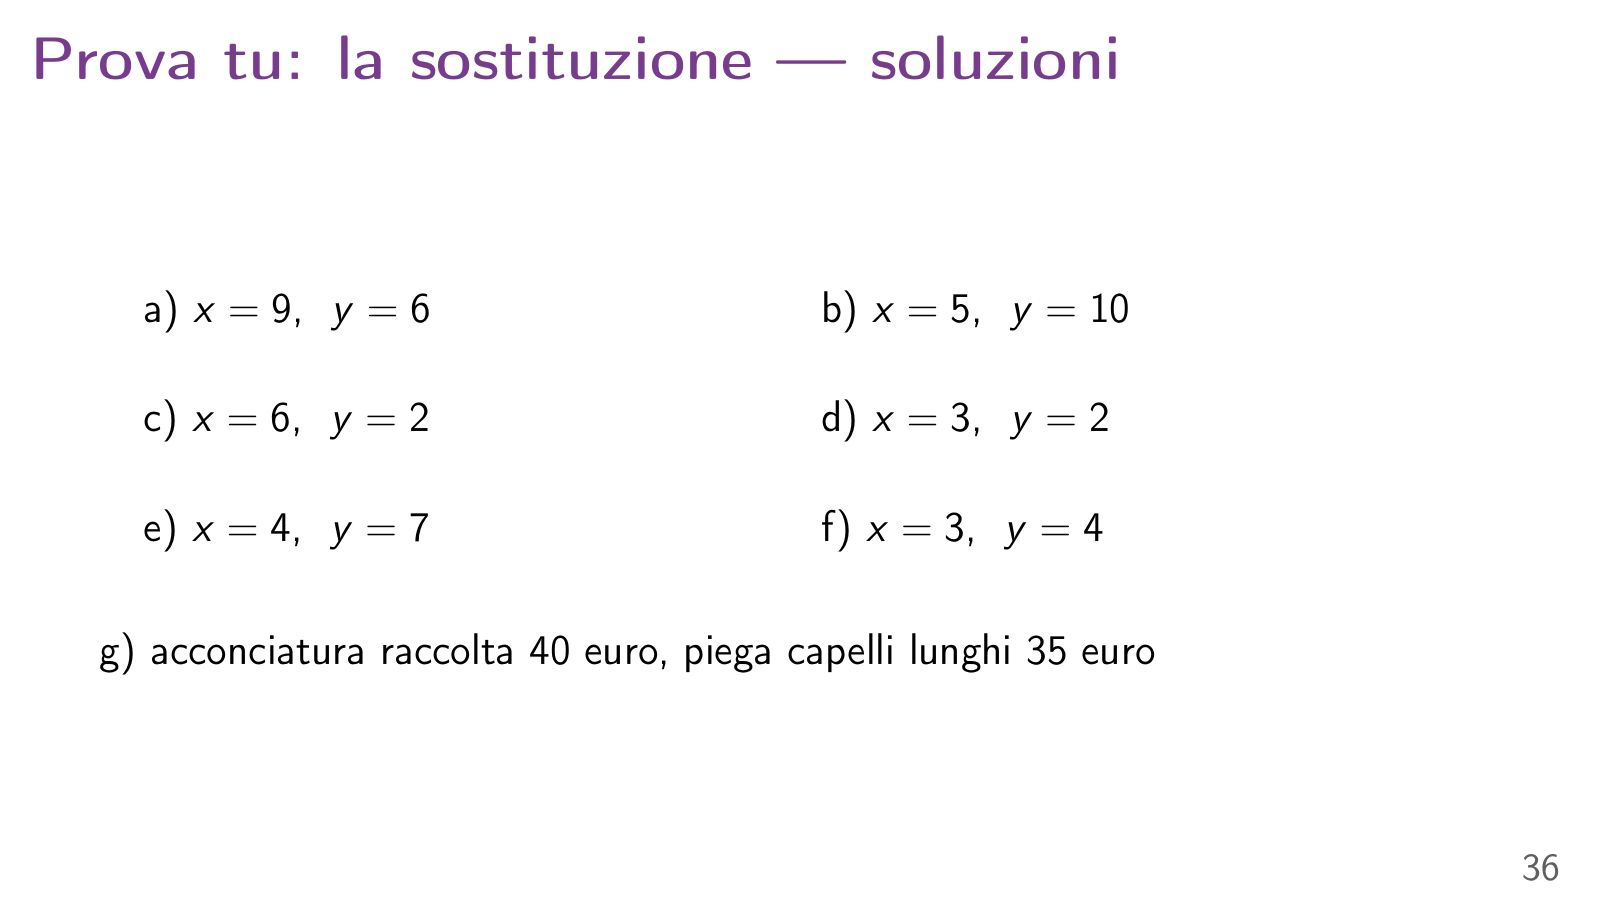 Prova tu: la sostituzione — soluzioni
a) x = 9, y = 6
b) x = 5, y = 10
c) x = 6, y = 2
d) x = 3, y = 2
e) x = 4, y = 7
f) x = 3, y = 4
g) acconciatura raccolta 40 euro, piega capelli lunghi 35 euro
36